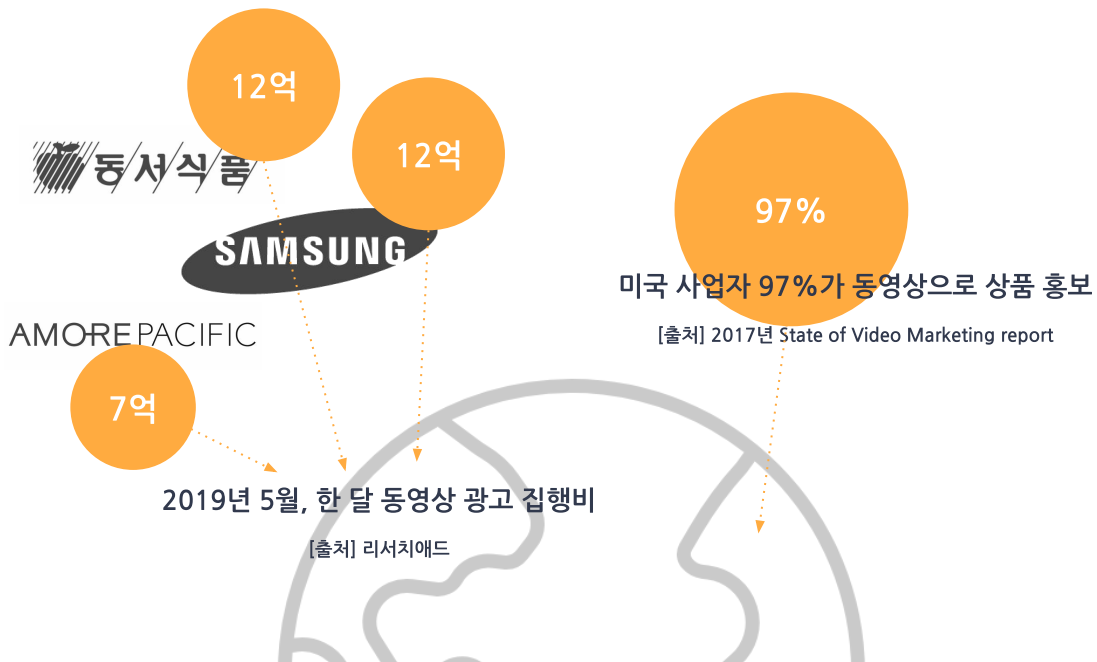 12억
12억
동서식품
SAMSUNG
97%
미국 사업자 97%가 동영상으로 상품 홍보
[출처] 2017년 State of Video Marketing report
AMOREPACIFIC
7억
2019년 5월, 한 달 동영상 광고 집행비
[출처] 리서치애드